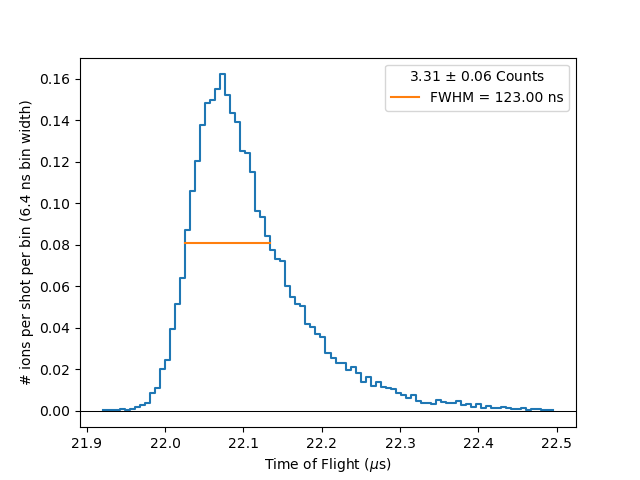 3.31 ± 0.06 Counts
FWHM = 123.00 ns
# ions per shot per bin (6.4 ns bin width)
0.16
0.14
0.12
0.10
0.08
0.06
0.04
0.02
0.00
21.9 22.0 22.1 22.2 22.3 22.4 22.5
Time of Flight (μs)